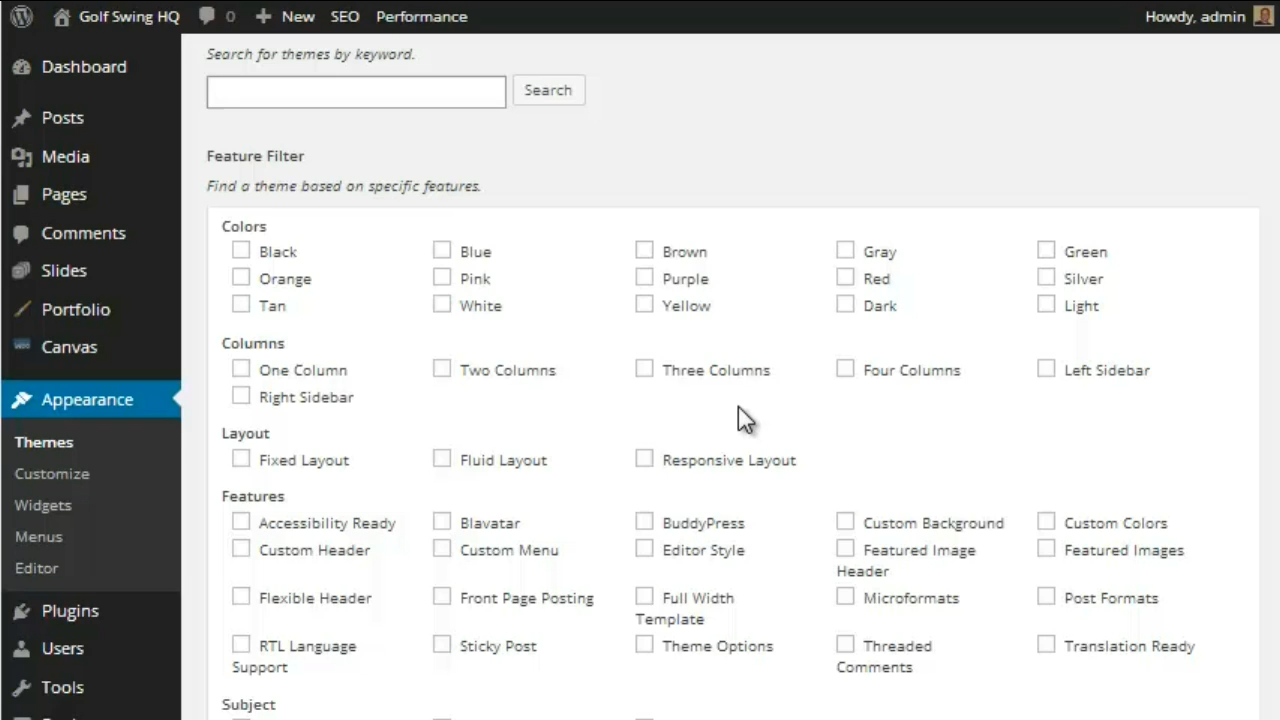 Golf Swing HQ 0 New SEO Performance Howdy, admin
Dashboard
Posts
Media
Pages
Comments
Slides
Portfolio
Canvas
Appearance
Themes
Customize
Widgets
Menus
Editor
Plugins
Users
Tools
Search for themes by keyword.
Search
Feature Filter
Find a theme based on specific features.
Colors
Black Blue Brown Gray Green
Orange Pink Purple Red Silver
Tan White Yellow Dark Light
Columns
One Column Two Columns Three Columns Four Columns Left Sidebar
Right Sidebar
Layout
Fixed Layout Fluid Layout Responsive Layout
Features
Accessibility Ready Blavatar BuddyPress Custom Background Custom Colors
Custom Header Custom Menu Editor Style Featured Image Featured Images
Header
Flexible Header Front Page Posting Full Width Microformats Post Formats
Template
RTL Language Sticky Post Theme Options Threaded Translation Ready
Support Comments
Subject